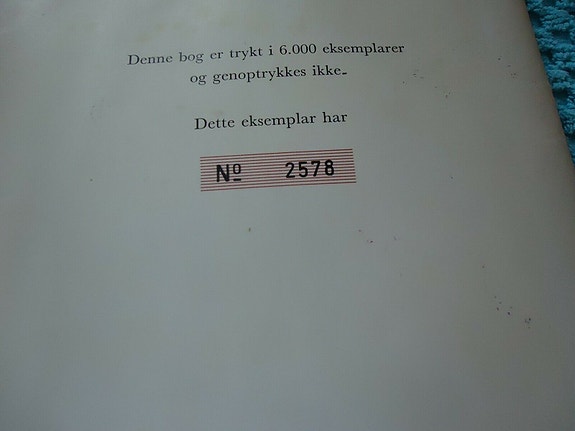 Denne bog er trykt i 6.000 eksemplarer
og genoptrykkes ikke.
Dette eksemplar har
Nº 2578